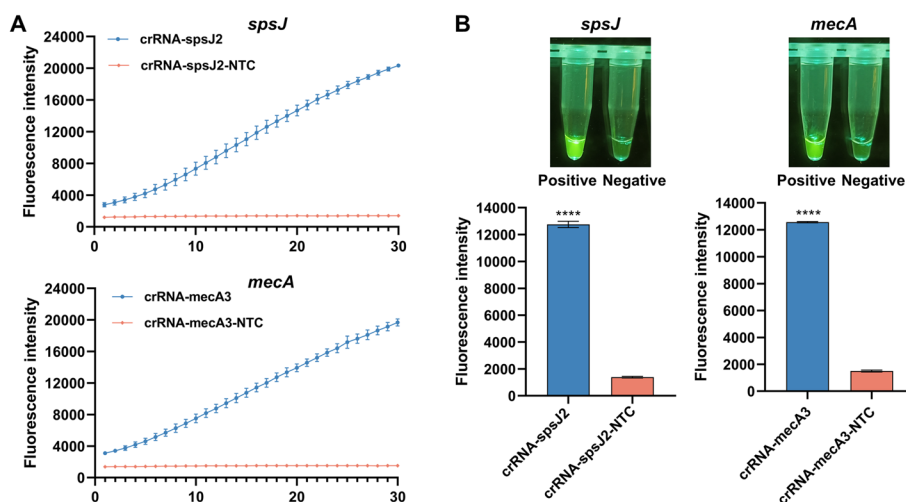 A
spsJ
24000
20000
16000
12000
8000
4000
0
Fluorescence intensity
crRNA-spsJ2
crRNA-spsJ2-NTC
0 10 20 30
mecA
24000
20000
16000
12000
8000
4000
0
Fluorescence intensity
crRNA-mecA3
crRNA-mecA3-NTC
0 10 20 30
B
spsJ
Positive Negative
14000
12000
10000
8000
6000
4000
2000
0
Fluorescence intensity
****
crRNA-spsJ2
crRNA-spsJ2-NTC
mecA
Positive Negative
14000
12000
10000
8000
6000
4000
2000
0
Fluorescence intensity
****
crRNA-mecA3
crRNA-mecA3-NTC